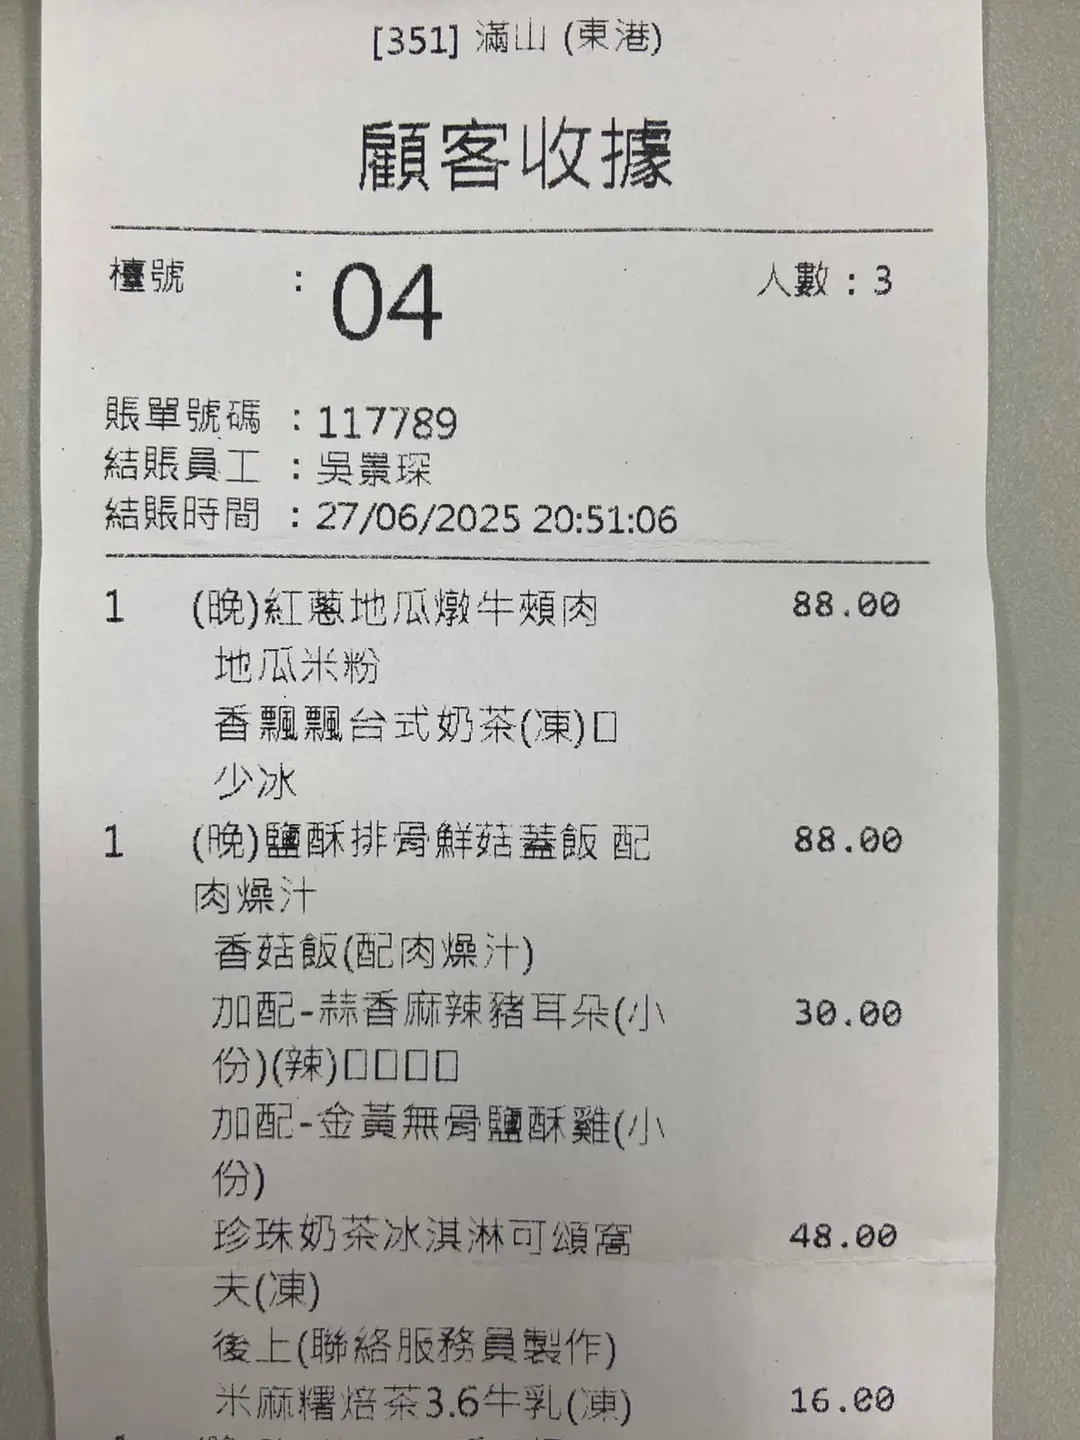 [351] 滿山 (東港)
顧客收據
檯號 : 04 人數 : 3
賬單號碼 : 117789
結賬員工 : 吳景琛
結賬時間 : 27/06/2025 20:51:06
1 (晚)紅蔥地瓜燉牛頰肉 88.00
地瓜米粉
香飄飄台式奶茶(凍)□
少冰
1 (晚)鹽酥排骨鮮菇蓋飯 配 88.00
肉燥汁
香菇飯(配肉燥汁)
加配-蒜香麻辣豬耳朵(小 30.00
份)(辣)□□□□
加配-金黃無骨鹽酥雞(小
份)
珍珠奶茶冰淇淋可頌窩 48.00
夫(凍)
後上(聯絡服務員製作)
米麻糬焙茶3.6牛乳(凍) 16.00